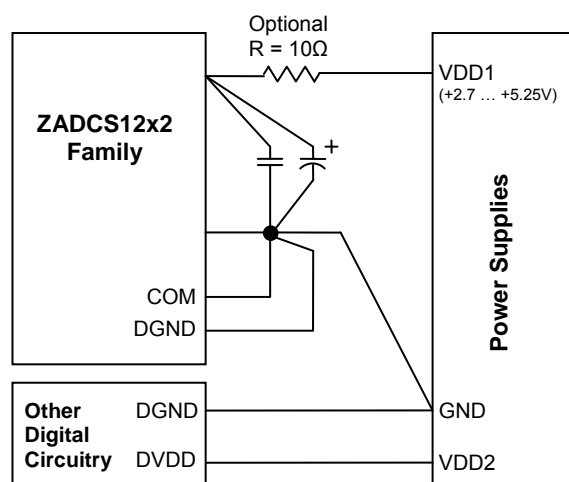 Optional
R = 10Ω
ZADCS12x2
Family
+
VDD1
(+2.7 … +5.25V)
COM
DGND
Power Supplies
Other
Digital
Circuitry
DGND
DVDD
GND
VDD2